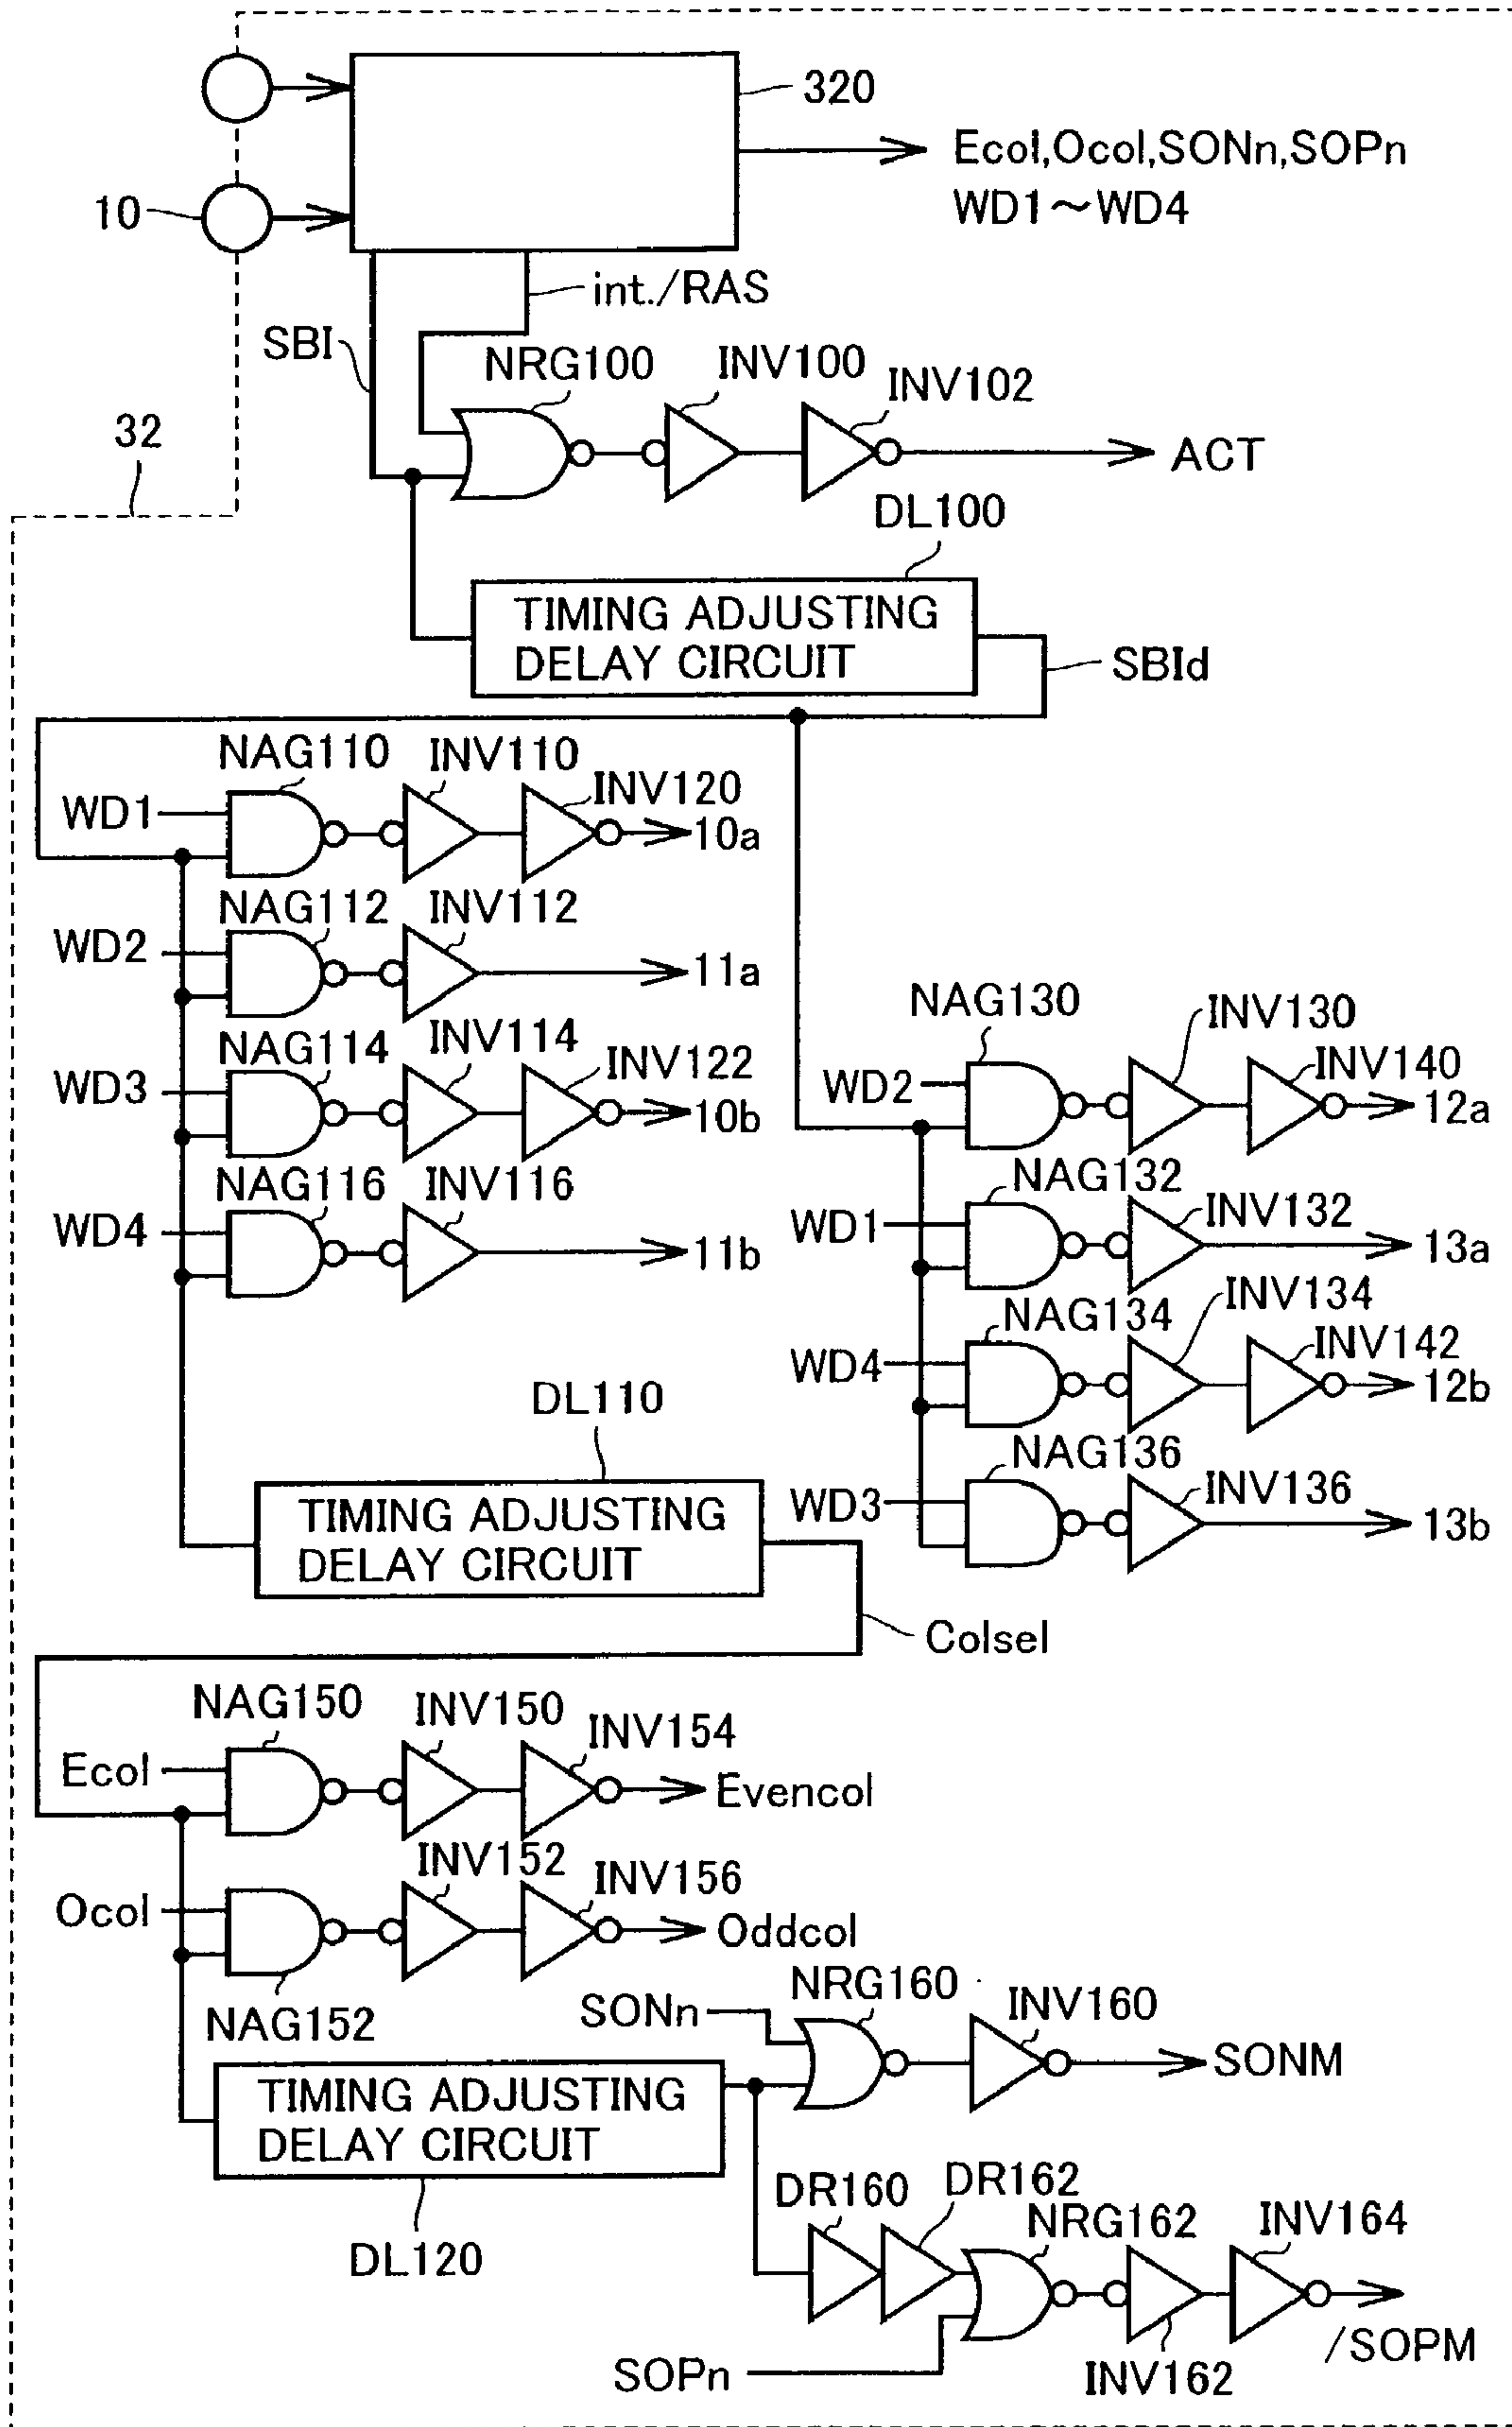 320
Ecol,Ocol,SONn,SOPn
WD1～WD4
10
int./RAS
SBI
NRG100
INV100
INV102
ACT
32
DL100
TIMING ADJUSTING
DELAY CIRCUIT
SBId
NAG110
INV110
INV120
WD1
10a
NAG112
INV112
WD2
11a
NAG114
INV114
INV122
WD3
10b
NAG116
INV116
WD4
11b
NAG130
INV130
INV140
WD2
12a
NAG132
INV132
WD1
13a
NAG134
INV134
INV142
WD4
12b
NAG136
INV136
WD3
13b
DL110
TIMING ADJUSTING
DELAY CIRCUIT
Colsel
NAG150
INV150
INV154
Ecol
Evencol
INV152
INV156
Ocol
Oddcol
NAG152
NRG160
INV160
SONn
SONM
TIMING ADJUSTING
DELAY CIRCUIT
DL120
DR160
DR162
NRG162
INV164
/SOPM
SOPn
INV162